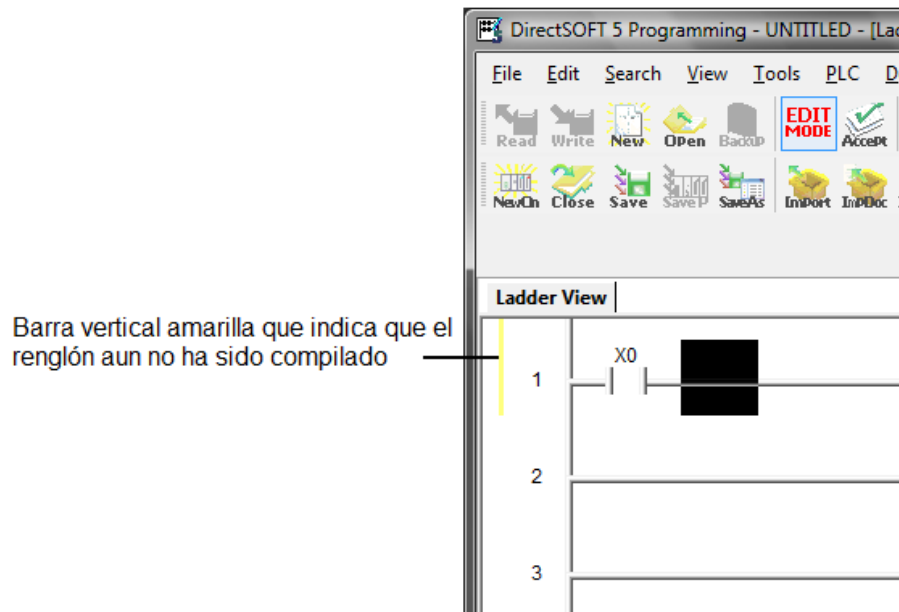 DirectSOFT 5 Programming - UNTITLED - [Lad
File Edit Search View Tools PLC D
Read Write New Open Backup EDIT MODE Accept
NewOn Close Save Save P SaveAs Import ImpDoc
Ladder View
Barra vertical amarilla que indica que el
renglón aun no ha sido compilado
X0
1
2
3